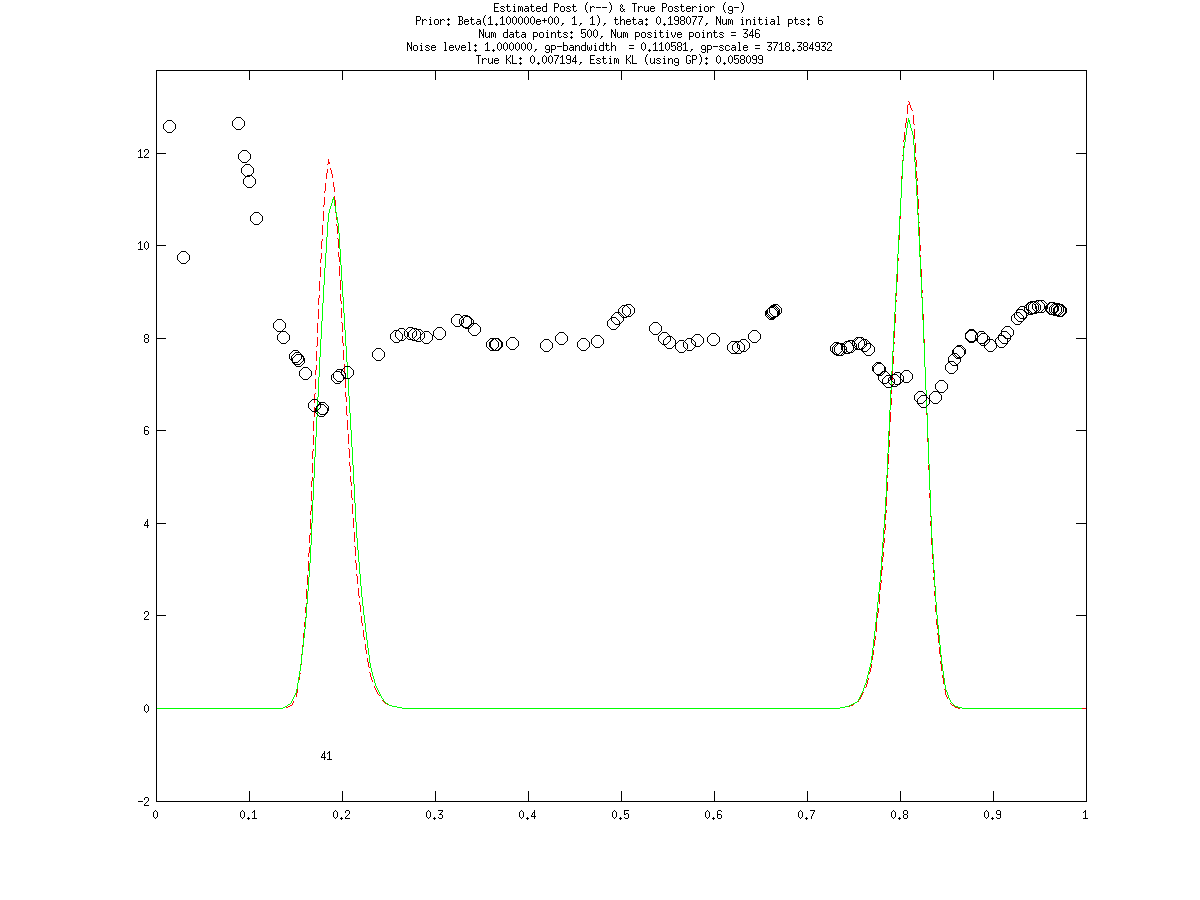 Estimated Post (r--) & True Posterior (g-)
Prior: Beta(1.100000e+00, 1, 1), theta: 0.198077, Num initial pts: 6
Num data points: 500, Num positive points = 346
Noise level: 1.000000, gp-bandwidth  = 0.110581, gp-scale = 3718.384932
True KL: 0.007194, Estim KL (using GP): 0.058099
12
10
8
6
4
2
0
41
-2
0 0.1 0.2 0.3 0.4 0.5 0.6 0.7 0.8 0.9 1